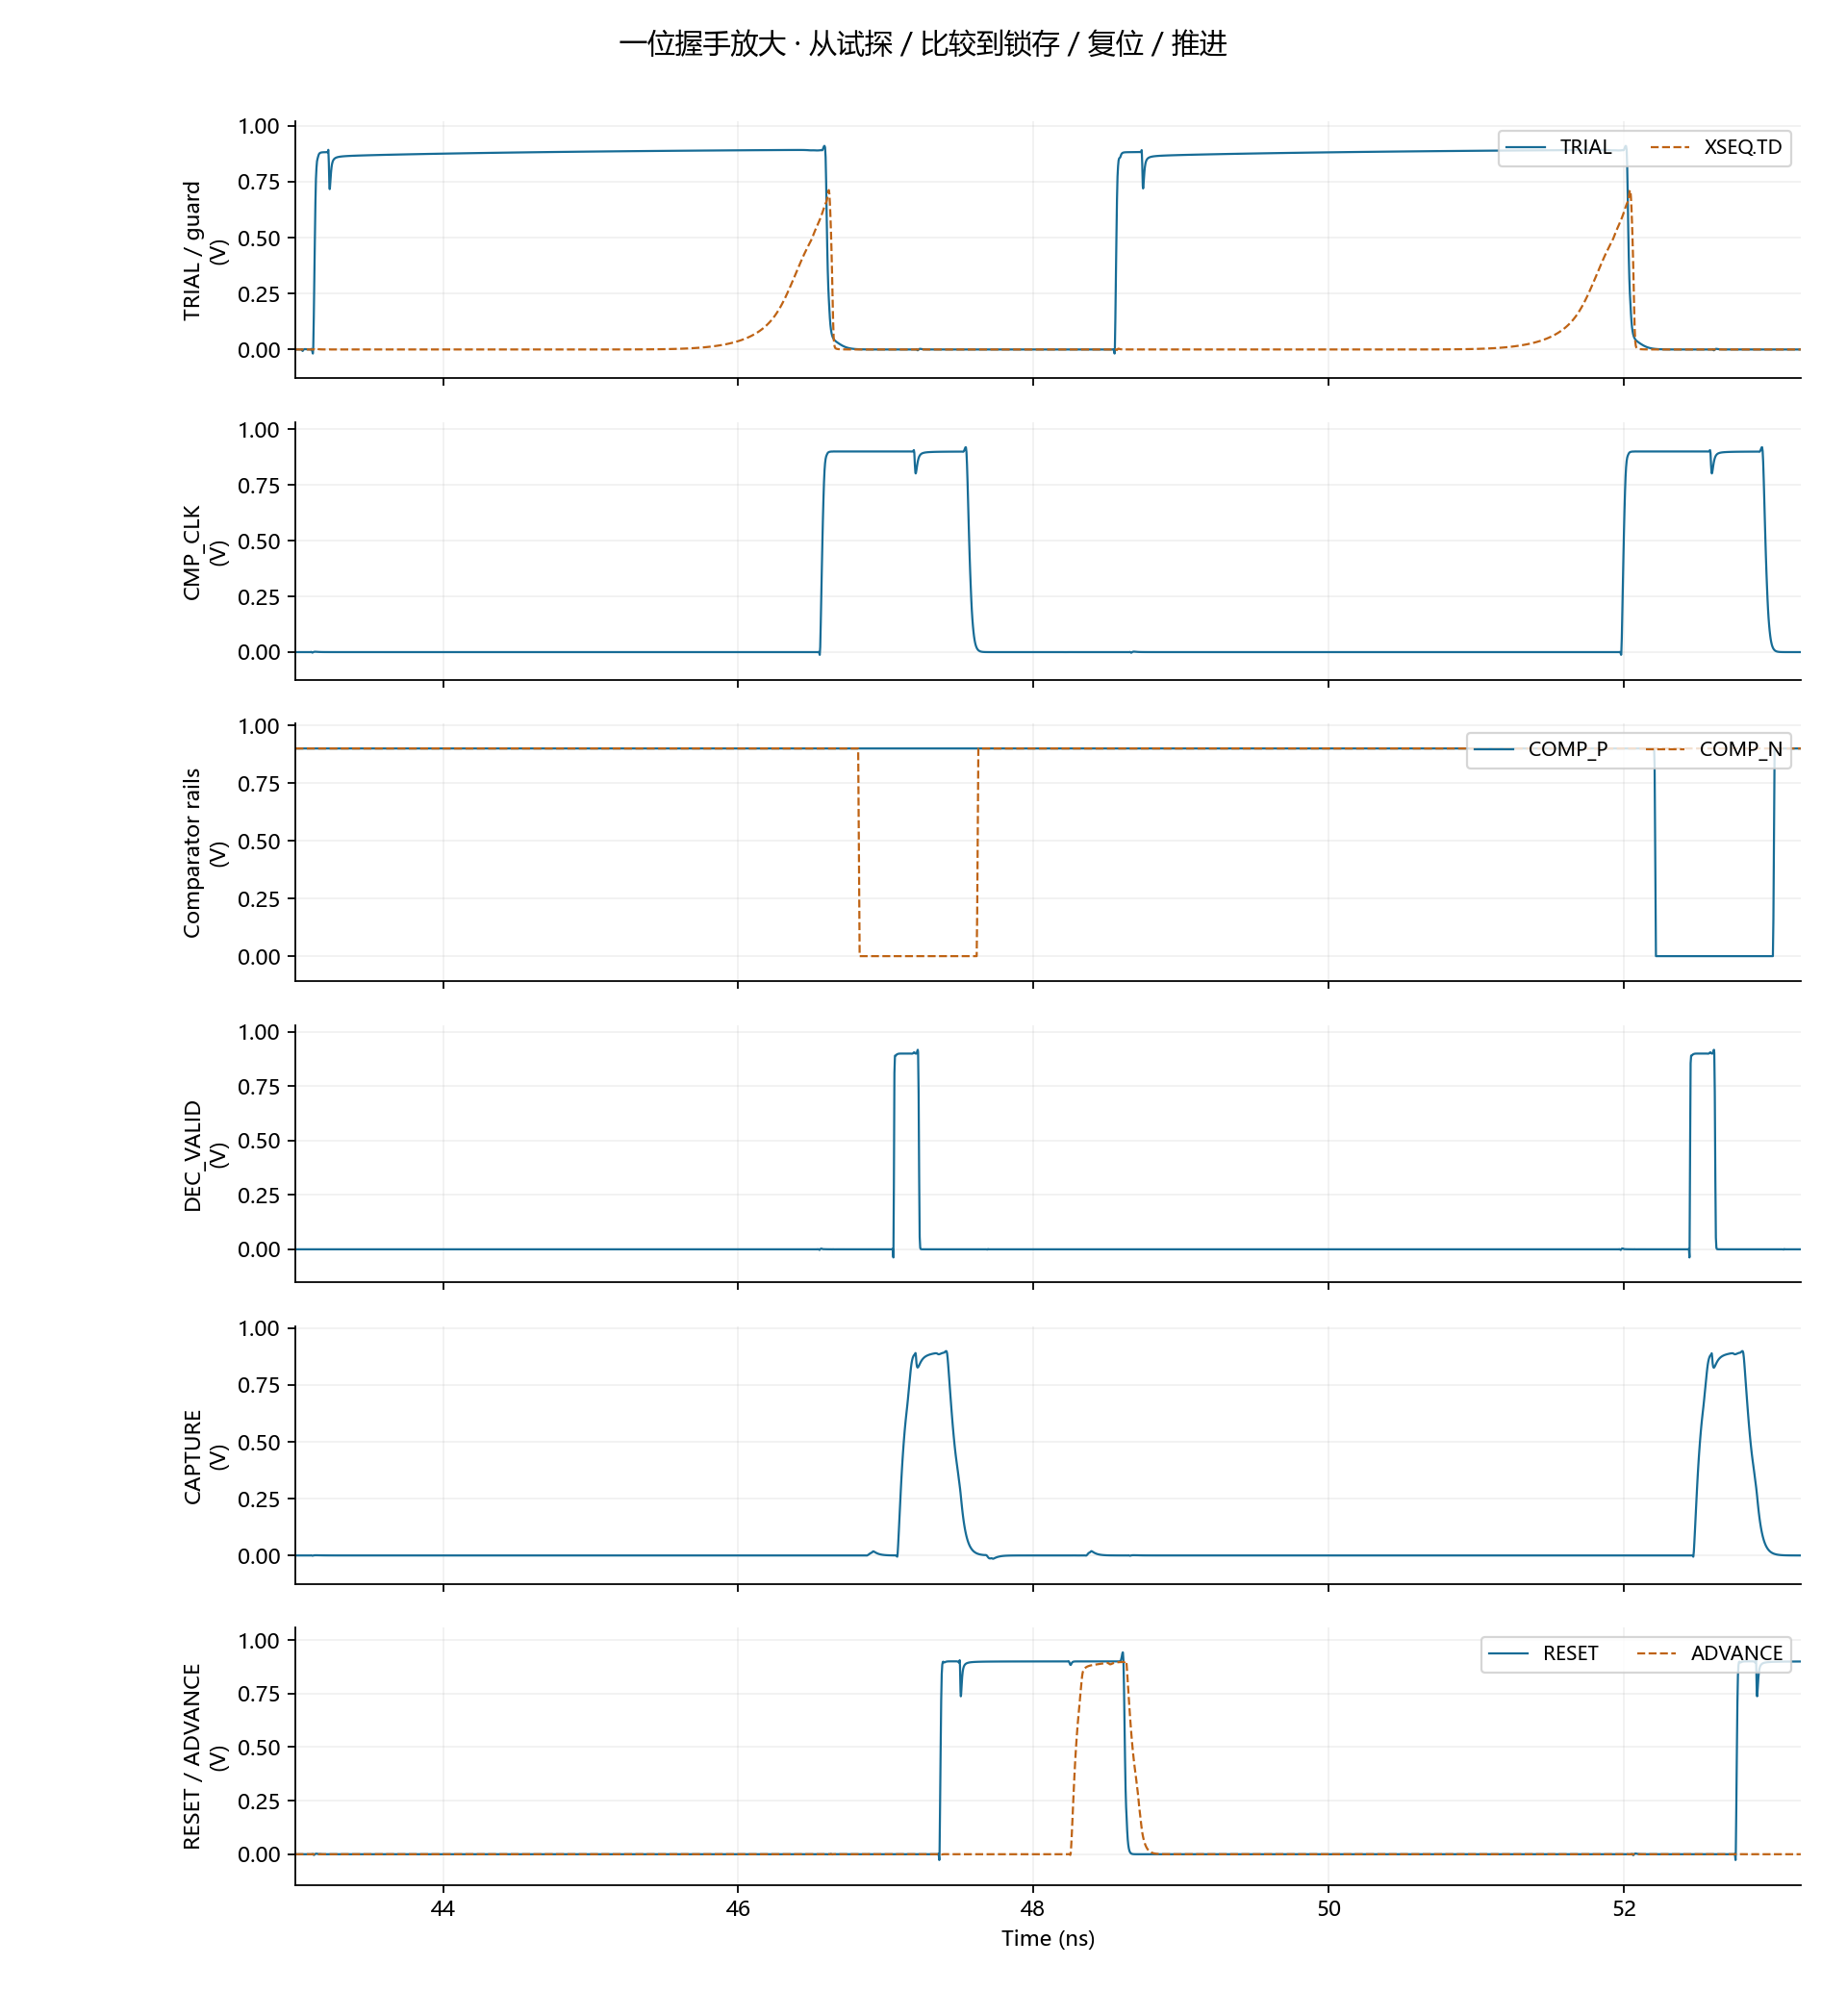 一位握手放大 · 从试探 / 比较到锁存 / 复位 / 推进
TRIAL / guard
(V)
1.00
0.75
0.50
0.25
0.00
TRIAL XSEQ.TD
CMP_CLK
(V)
1.00
0.75
0.50
0.25
0.00
Comparator rails
(V)
1.00
0.75
0.50
0.25
0.00
COMP_P COMP_N
DEC_VALID
(V)
1.00
0.75
0.50
0.25
0.00
CAPTURE
(V)
1.00
0.75
0.50
0.25
0.00
RESET / ADVANCE
(V)
1.00
0.75
0.50
0.25
0.00
RESET ADVANCE
44 46 48 50 52
Time (ns)